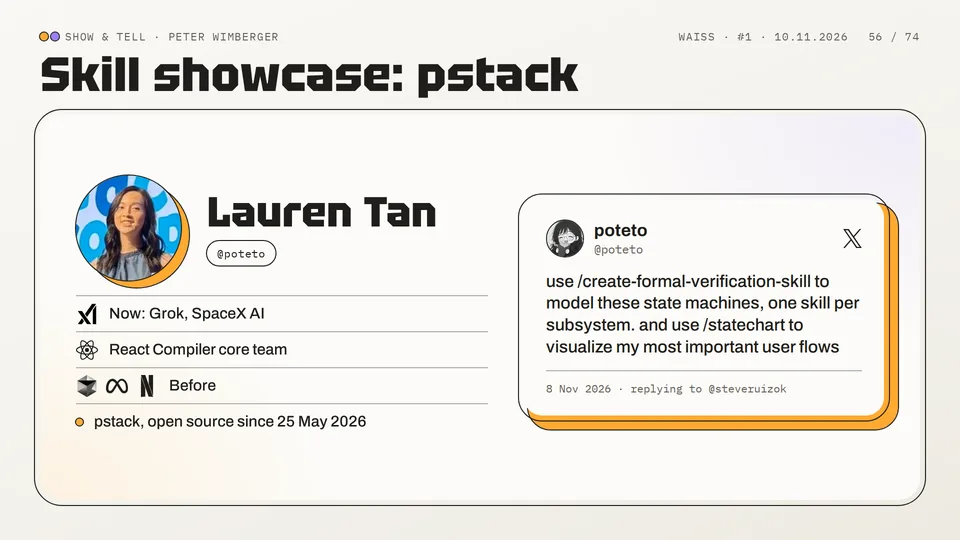 SHOW & TELL · PETER WIMBERGER
WAISS · #1 · 10.11.2026 56 / 74
Skill showcase: pstack
Lauren Tan
@poteto
Now: Grok, SpaceX AI
React Compiler core team
Before
pstack, open source since 25 May 2026
poteto
@poteto
use /create-formal-verification-skill to
model these state machines, one skill per
subsystem. and use /statechart to
visualize my most important user flows
8 Nov 2026 · replying to @steveruizok